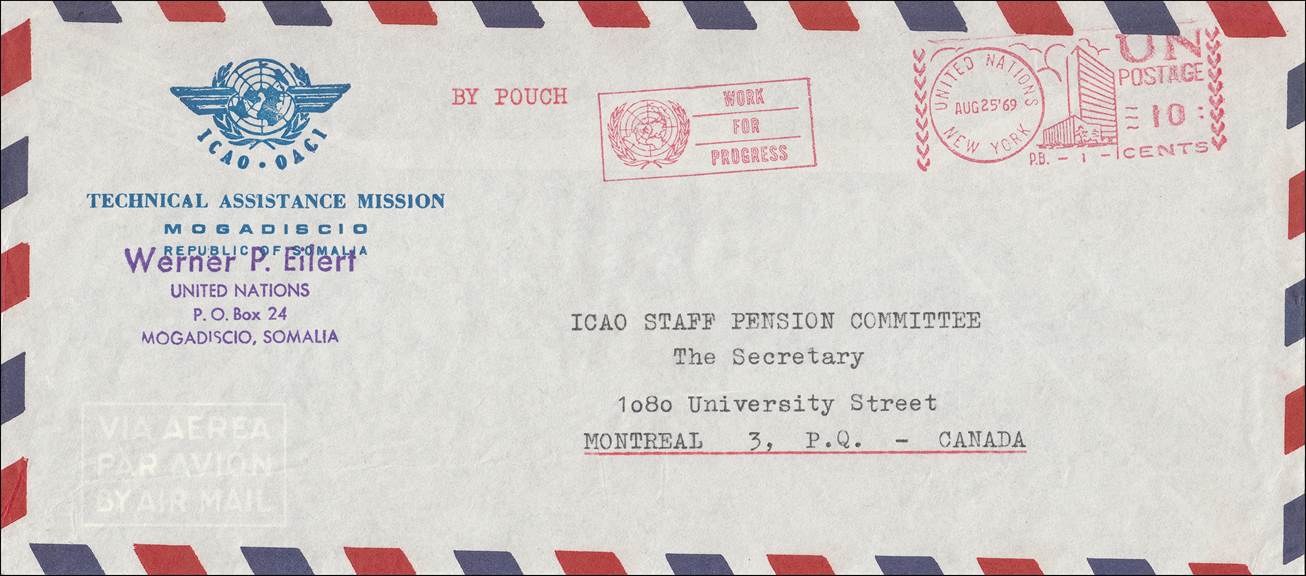 ICAO · OACI
TECHNICAL ASSISTANCE MISSION
MOGADISCIO
REPUBLIC OF SOMALIA
Werner P. Eilert
UNITED NATIONS
P. O. Box 24
MOGADISCIO, SOMALIA
BY POUCH
WORK
FOR
PROGRESS
UNITED NATIONS
AUG 25 '69
NEW YORK
UN
POSTAGE
10
CENTS
P.B. - 1 -
ICAO STAFF PENSION COMMITTEE
The Secretary
1080 University Street
MONTREAL 3, P.Q. - CANADA
VIA AEREA
PAR AVION
BY AIR MAIL